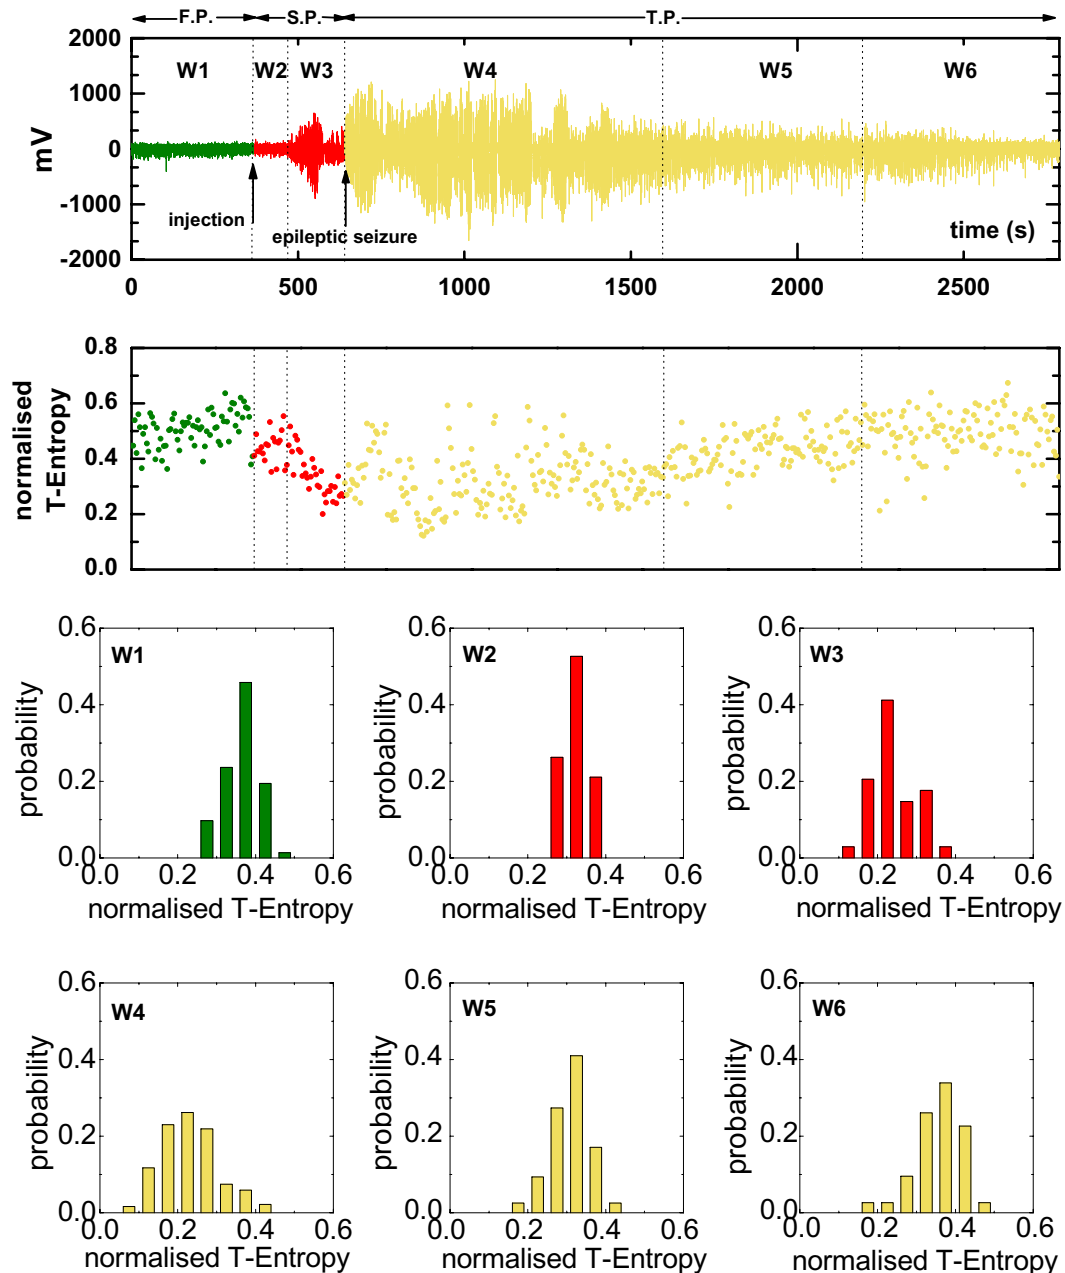 F.P. S.P. T.P.
2000
W1 W2 W3 W4 W5 W6
1000
mV
0
-1000
injection
epileptic seizure
time (s)
-2000
0 500 1000 1500 2000 2500
0.8
normalised
T-Entropy
0.6
0.4
0.2
0.0
0.6 0.6 0.6
W1 W2 W3
probability probability probability
0.4 0.4 0.4
0.2 0.2 0.2
0.0 0.0 0.0
0.0 0.2 0.4 0.6 0.0 0.2 0.4 0.6 0.0 0.2 0.4 0.6
normalised T-Entropy normalised T-Entropy normalised T-Entropy
0.6 0.6 0.6
W4 W5 W6
probability probability probability
0.4 0.4 0.4
0.2 0.2 0.2
0.0 0.0 0.0
0.0 0.2 0.4 0.6 0.0 0.2 0.4 0.6 0.0 0.2 0.4 0.6
normalised T-Entropy normalised T-Entropy normalised T-Entropy